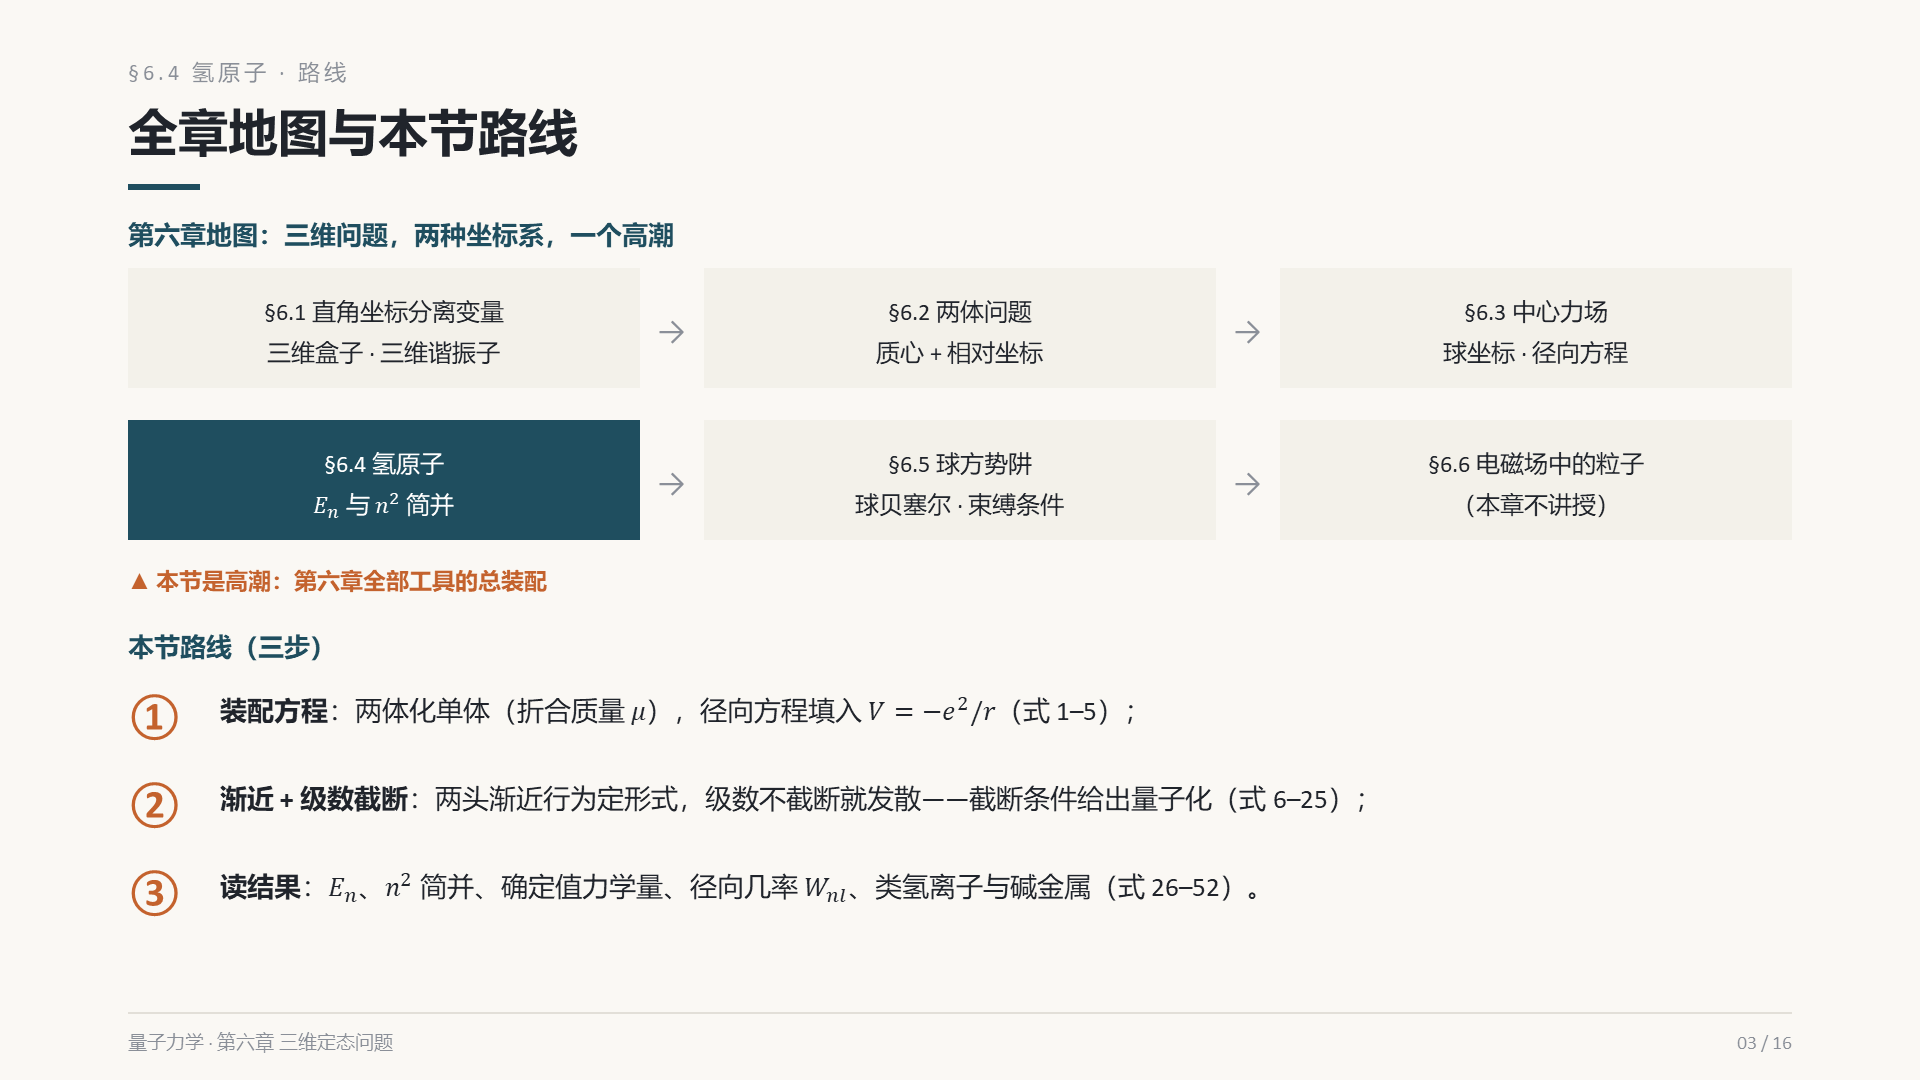 §6.4 氢原子 · 路线
全章地图与本节路线
第六章地图：三维问题，两种坐标系，一个高潮
§6.1 直角坐标分离变量
三维盒子 · 三维谐振子
→
§6.2 两体问题
质心 + 相对坐标
→
§6.3 中心力场
球坐标 · 径向方程
§6.4 氢原子
Eₙ 与 n² 简并
→
§6.5 球方势阱
球贝塞尔 · 束缚条件
→
§6.6 电磁场中的粒子
（本章不讲授）
▲ 本节是高潮：第六章全部工具的总装配
本节路线（三步）
① 装配方程：两体化单体（折合质量 μ），径向方程填入 V = −e²/r（式 1–5）；
② 渐近 + 级数截断：两头渐近行为定形式，级数不截断就发散——截断条件给出量子化（式 6–25）；
③ 读结果：Eₙ、n² 简并、确定值力学量、径向几率 Wₙₗ、类氢离子与碱金属（式 26–52）。
量子力学 · 第六章 三维定态问题
03 / 16